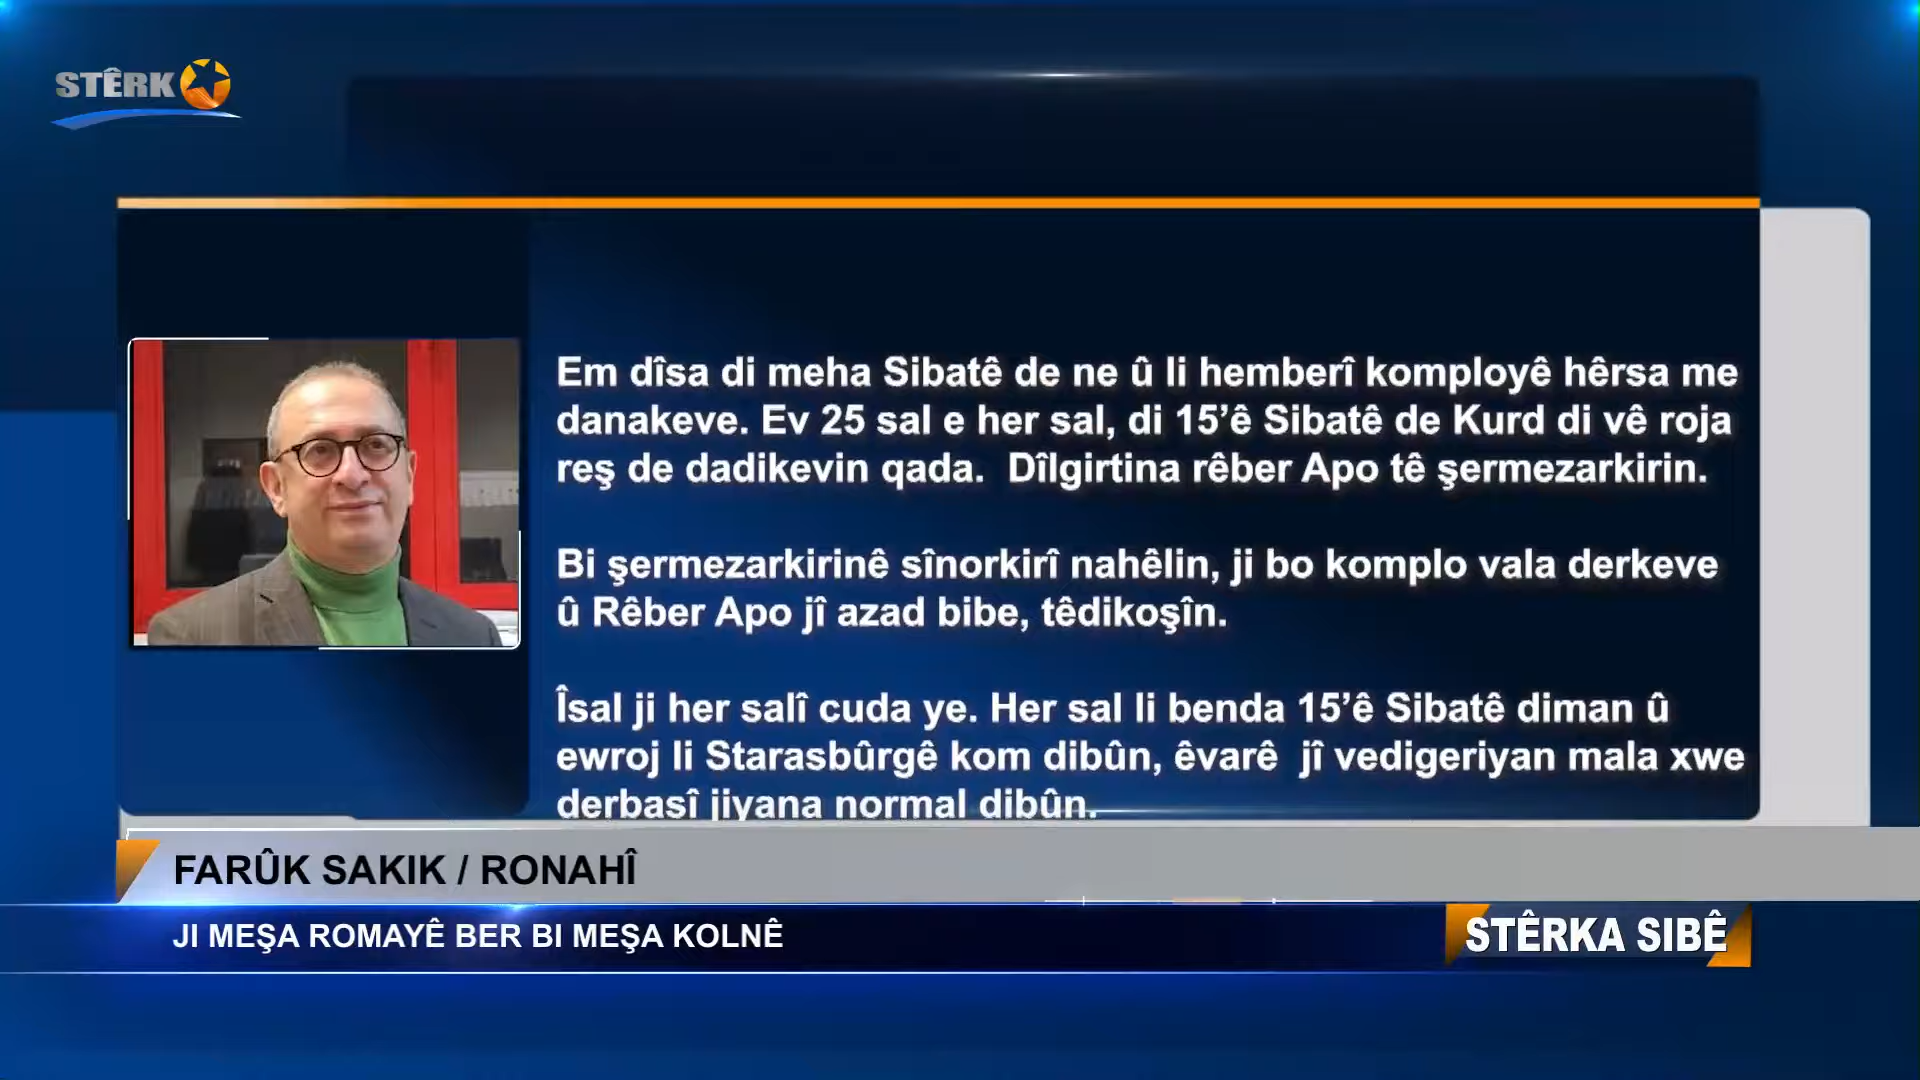 STÊRK
Em dîsa di meha Sibatê de ne û li hemberî komployê hêrsa me
danakeve. Ev 25 sal e her sal, di 15’ê Sibatê de Kurd di vê roja
reş de dadikevin qada. Dîlgirtina rêber Apo tê şermezarkirin.
Bi şermezarkirinê sînorkirî nahêlin, ji bo komplo vala derkeve
û Rêber Apo jî azad bibe, têdikoşîn.
Îsal ji her salî cuda ye. Her sal li benda 15’ê Sibatê diman û
ewroj li Starasbûrgê kom dibûn, êvarê jî vedigeriyan mala xwe
derbasî jiyana normal dibûn.
FARÛK SAKIK / RONAHÎ
JI MEŞA ROMAYÊ BER BI MEŞA KOLNÊ
STÊRKA SIBÊ